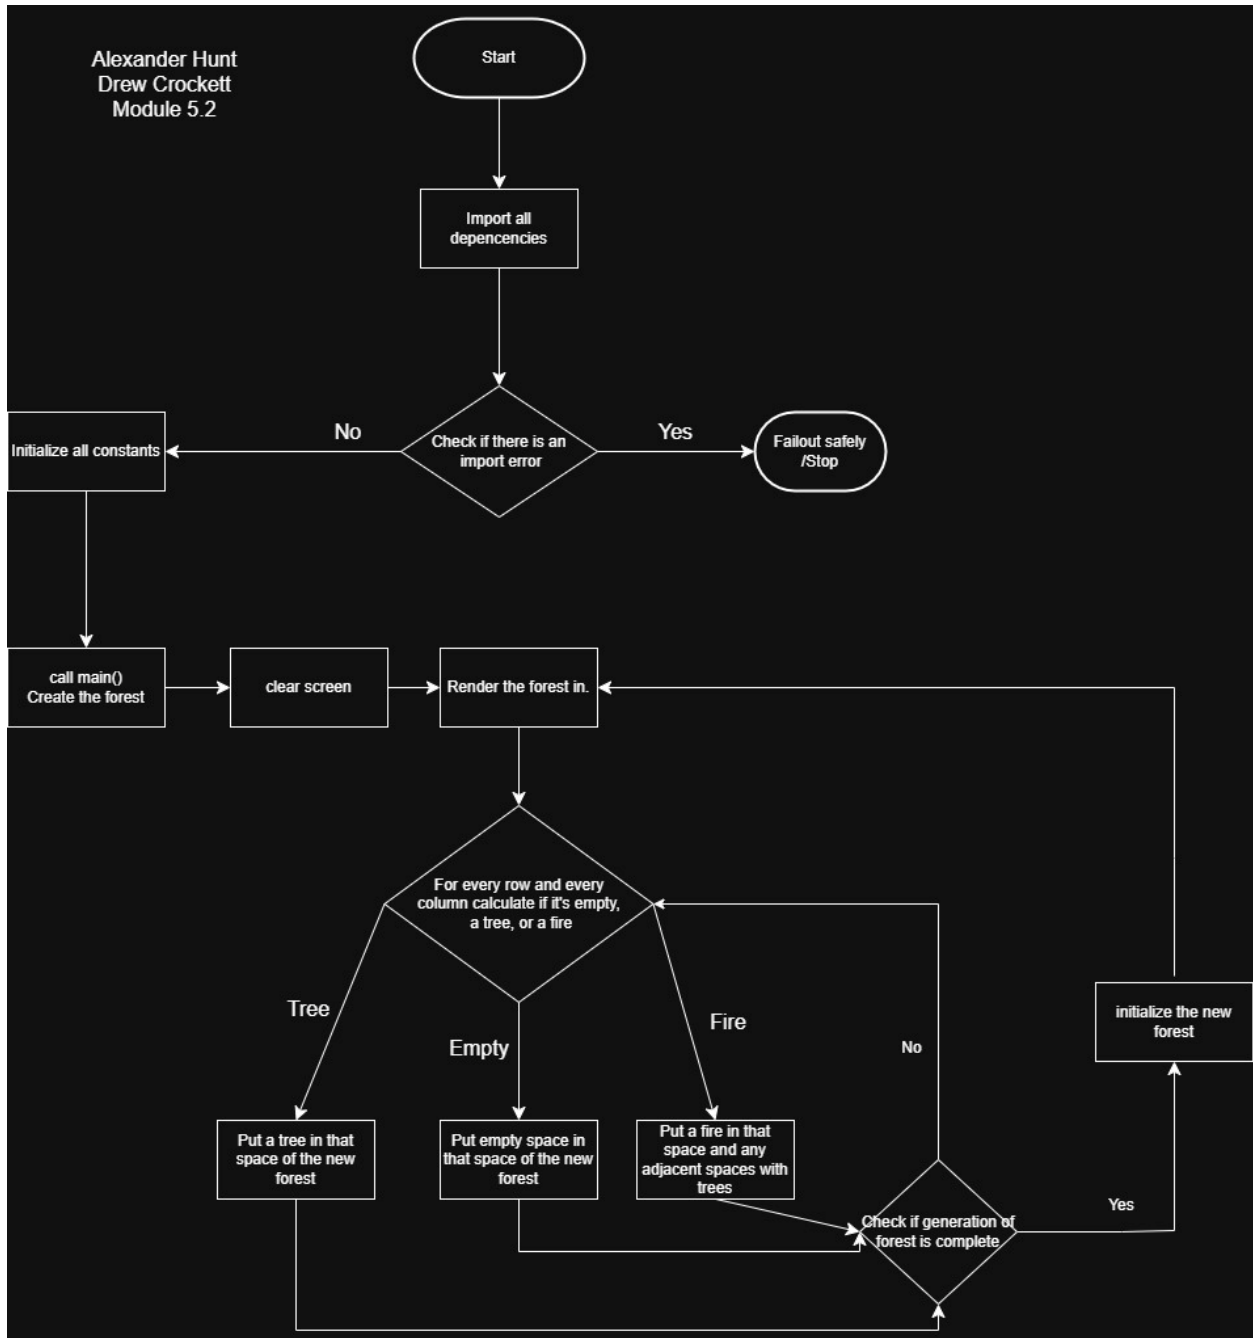 Alexander Hunt
Drew Crockett
Module 5.2
Start
Import all
depencencies
Check if there is an
import error
No
Yes
Initialize all constants
Failout safely
/Stop
call main()
Create the forest
clear screen
Render the forest in.
For every row and every
column calculate if it's empty,
a tree, or a fire
Tree
Empty
Fire
No
initialize the new
forest
Put a tree in that
space of the new
forest
Put empty space in
that space of the new
forest
Put a fire in that
space and any
adjacent spaces with
trees
Check if generation of
forest is complete
Yes